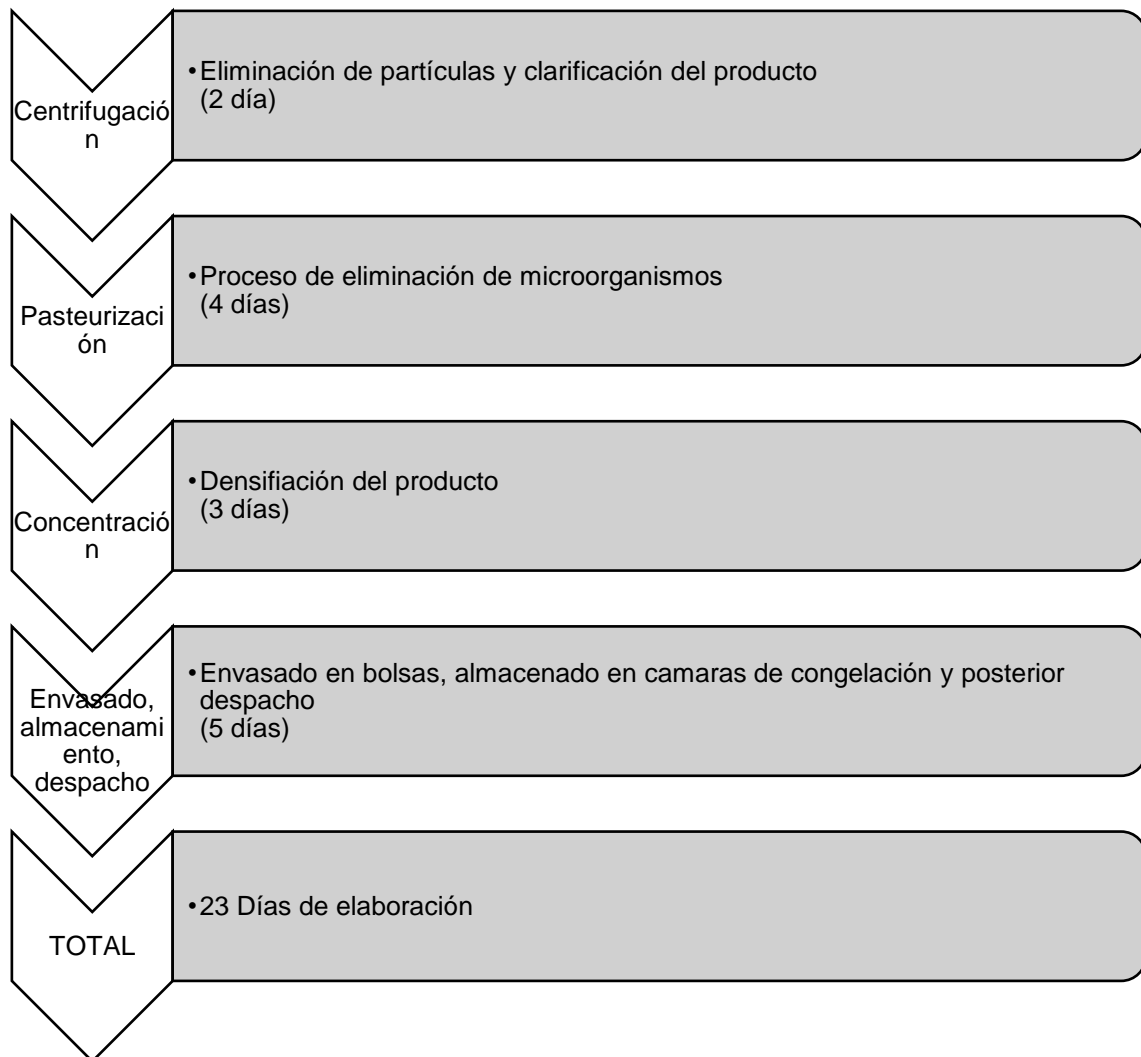 Centrifugació
n
•Eliminación de partículas y clarificación del producto
(2 día)
Pasteurizaci
ón
•Proceso de eliminación de microorganismos
(4 días)
Concentració
n
•Densifiación del producto
(3 días)
Envasado,
almacenami
ento,
despacho
•Envasado en bolsas, almacenado en camaras de congelación y posterior
despacho
(5 días)
TOTAL
•23 Días de elaboración